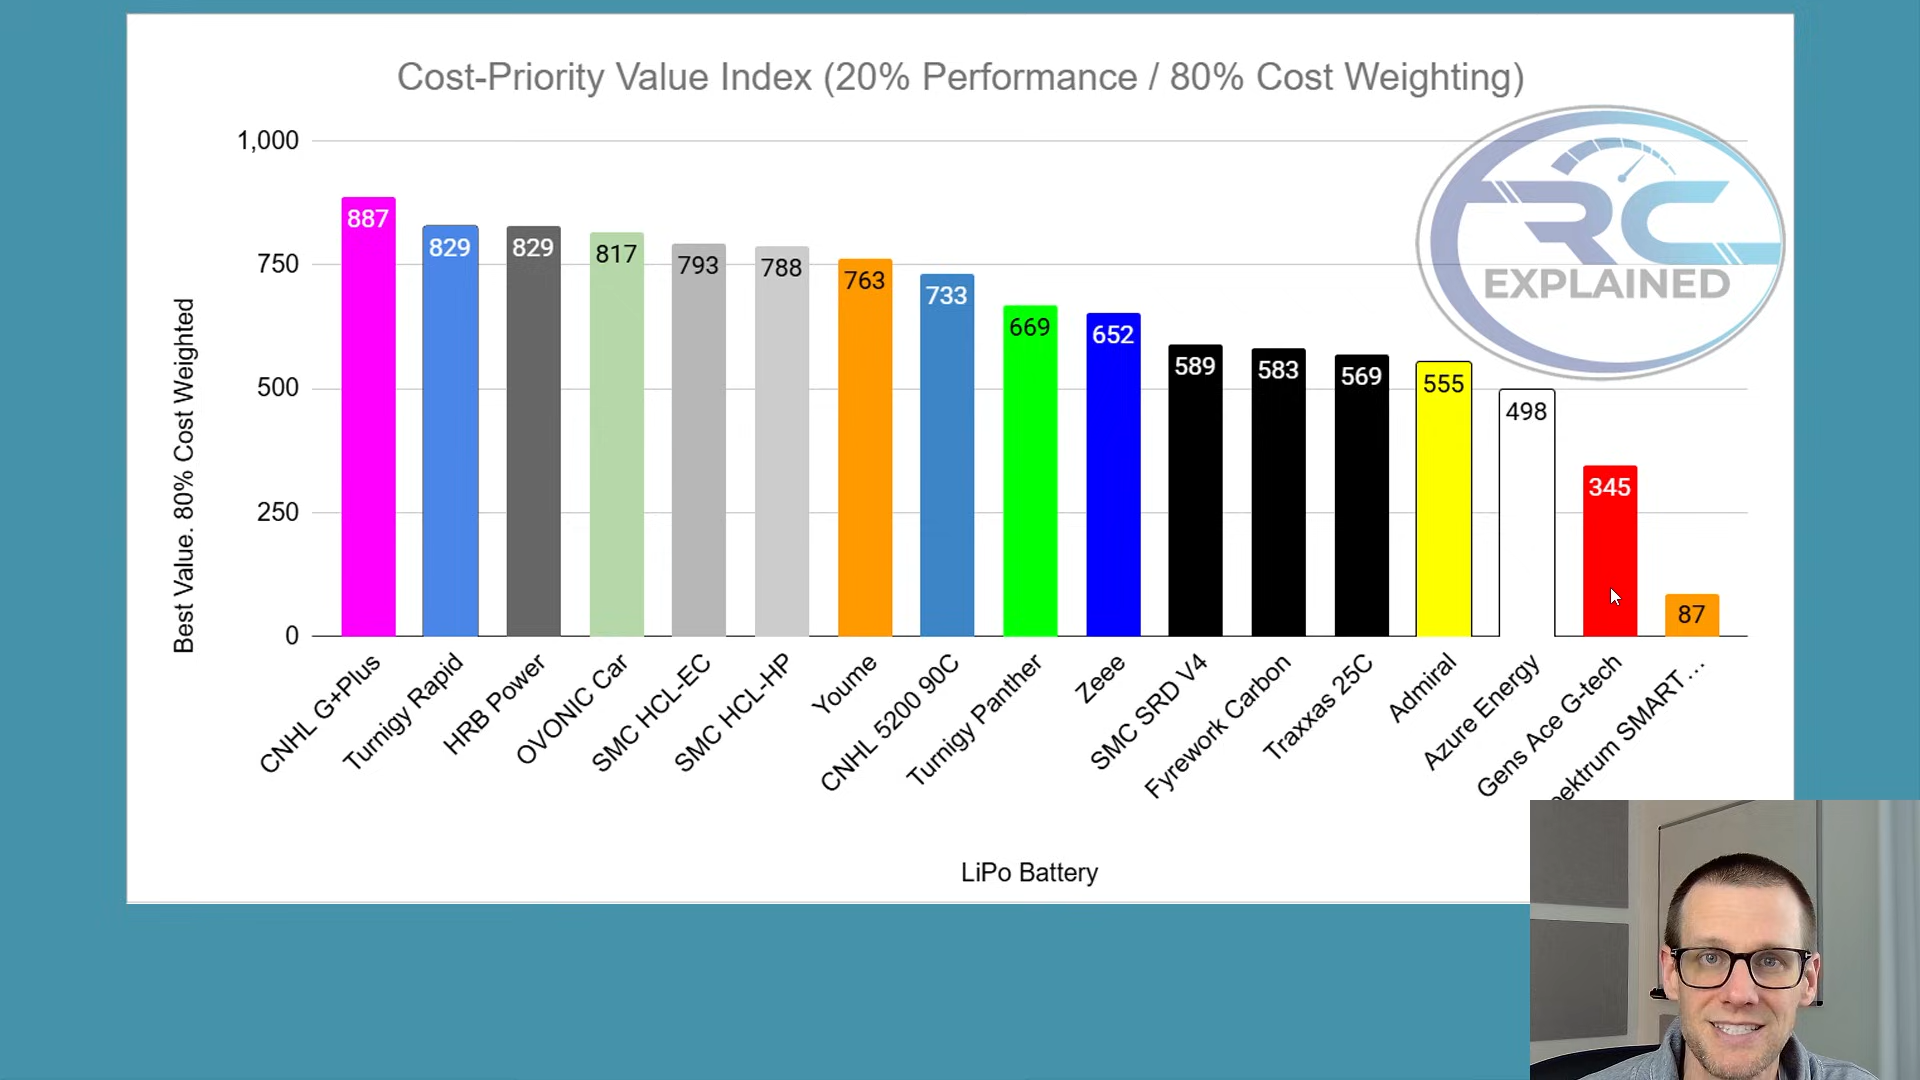 Cost-Priority Value Index (20% Performance / 80% Cost Weighting)
RC
EXPLAINED
Best Value. 80% Cost Weighted
1,000
750
500
250
0
887
829
829
817
793
788
763
733
669
652
589
583
569
555
498
345
87
CNHL G+Plus
Turnigy Rapid
HRB Power
OVONIC Car
SMC HCL-EC
SMC HCL-HP
Youme
CNHL 5200 90C
Turnigy Panther
Zeee
SMC SRD V4
Fyrework Carbon
Traxxas 25C
Admiral
Azure Energy
Gens Ace G-tech
ektrum SMART…
LiPo Battery